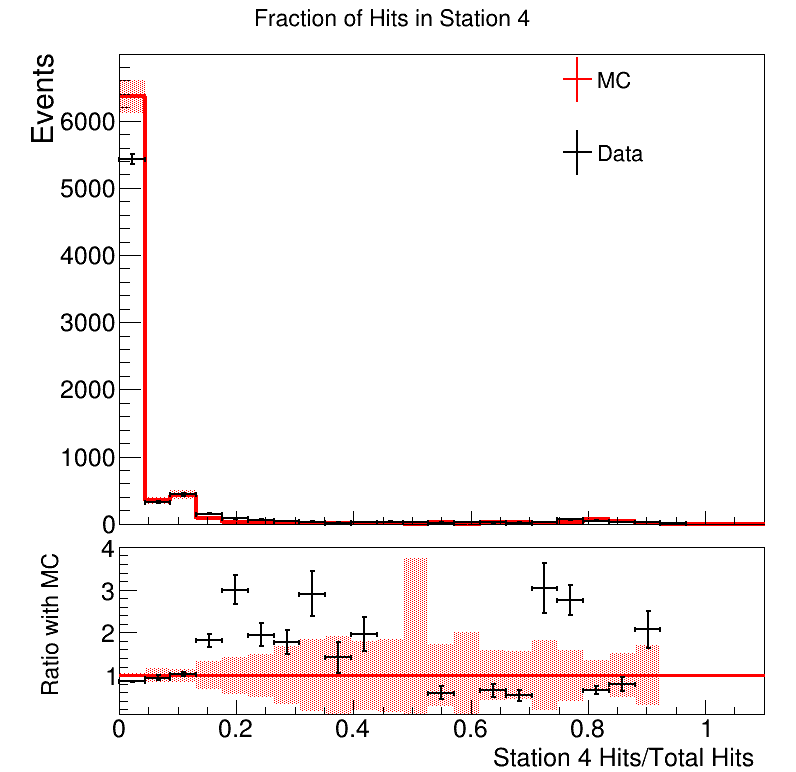 Fraction of Hits in Station 4
Events
6000
5000
4000
3000
2000
1000
0
MC
Data
Ratio with MC
4
3
2
1
0 0.2 0.4 0.6 0.8 1
Station 4 Hits/Total Hits